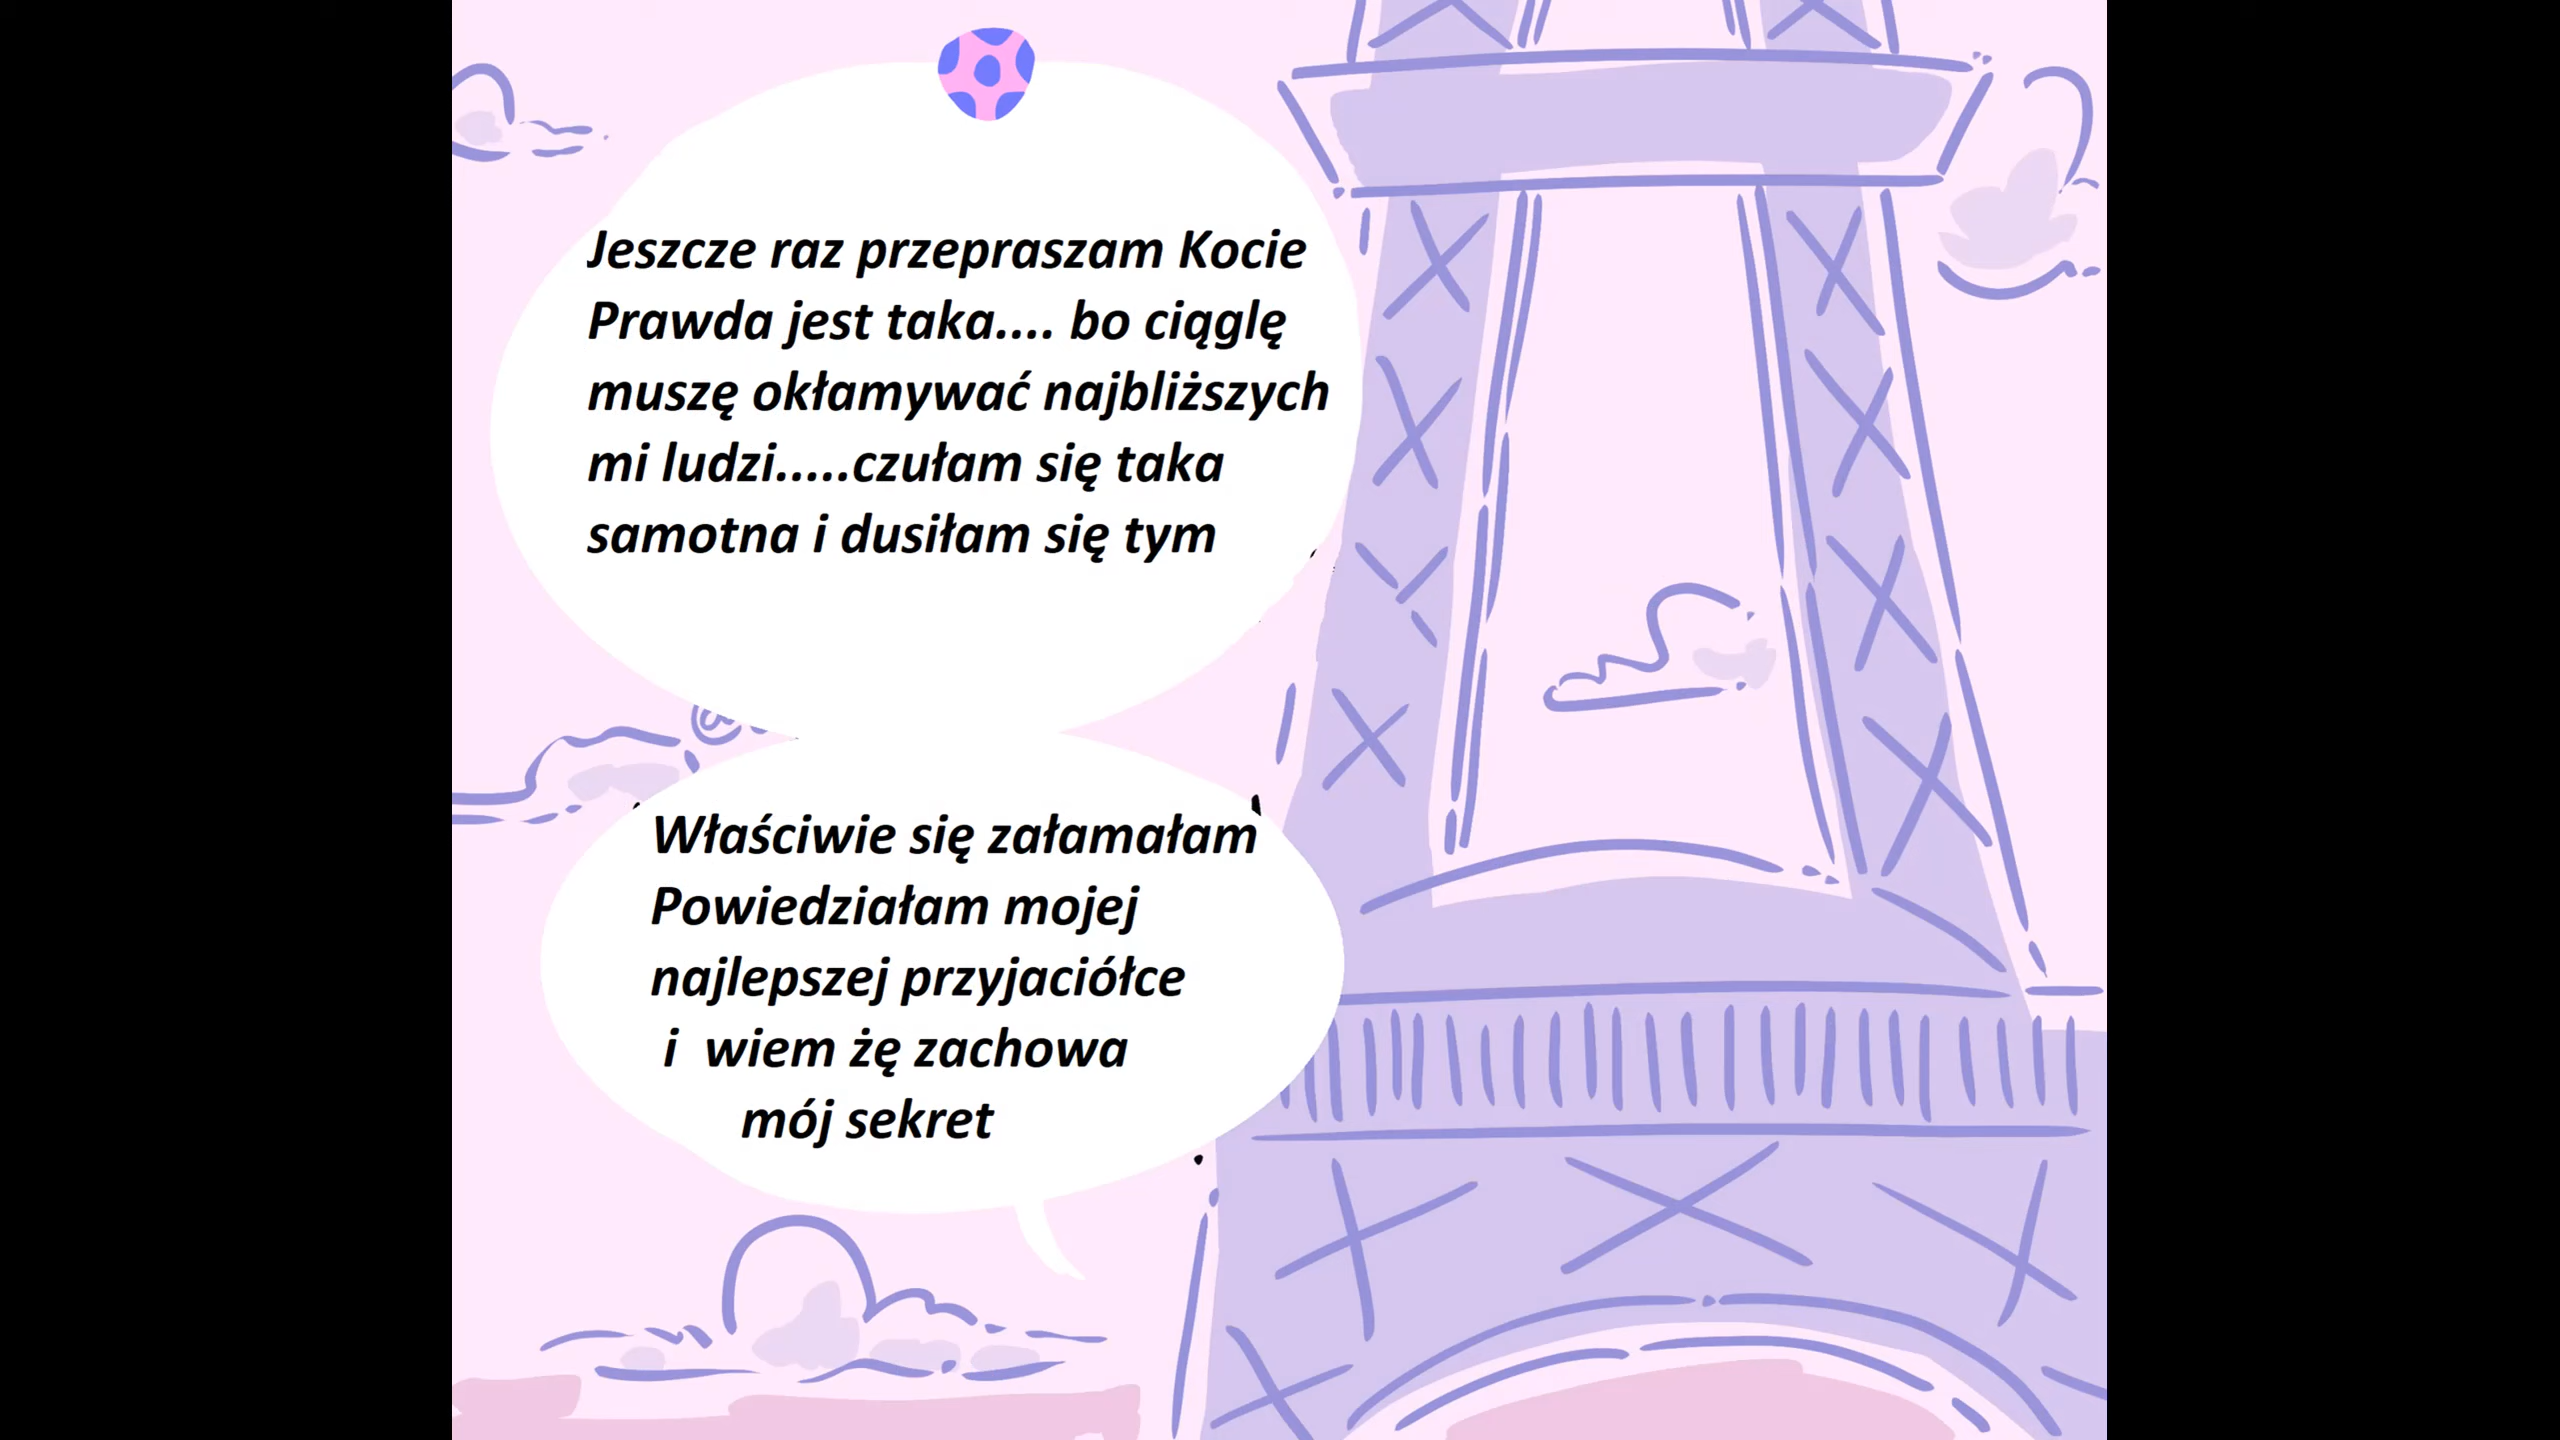 Jeszcze raz przepraszam Kocie
Prawda jest taka.... bo ciąglę
muszę okłamywać najbliższych
mi ludzi.....czułam się taka
samotna i dusiłam się tym
Właściwie się załamałam
Powiedziałam mojej
najlepszej przyjaciółce
i wiem żę zachowa
mój sekret